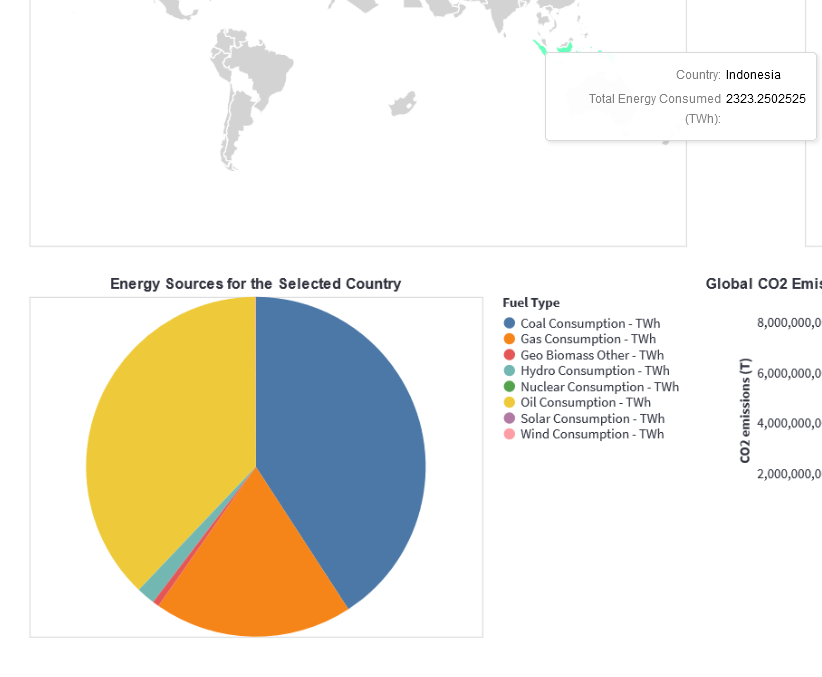 Country: Indonesia
Total Energy Consumed 2323.2502525
(TWh):
Energy Sources for the Selected Country
Fuel Type
Coal Consumption - TWh
Gas Consumption - TWh
Geo Biomass Other - TWh
Hydro Consumption - TWh
Nuclear Consumption - TWh
Oil Consumption - TWh
Solar Consumption - TWh
Wind Consumption - TWh
Global CO2 Emis
CO2 emissions (T)
8,000,000,0
6,000,000,0
4,000,000,0
2,000,000,0